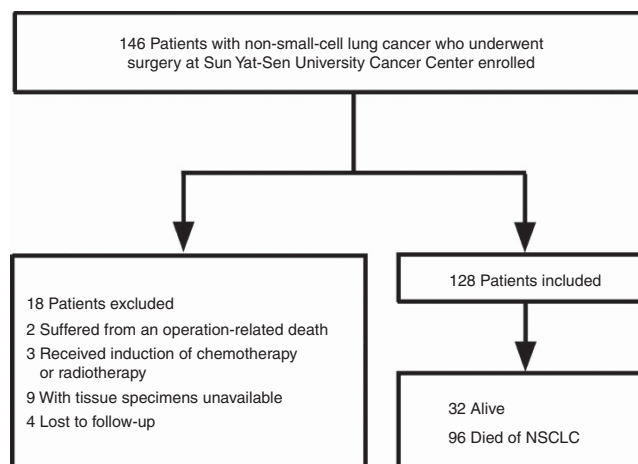 146 Patients with non-small-cell lung cancer who underwent
surgery at Sun Yat-Sen University Cancer Center enrolled
18 Patients excluded
2 Suffered from an operation-related death
3 Received induction of chemotherapy
or radiotherapy
9 With tissue specimens unavailable
4 Lost to follow-up
128 Patients included
32 Alive
96 Died of NSCLC